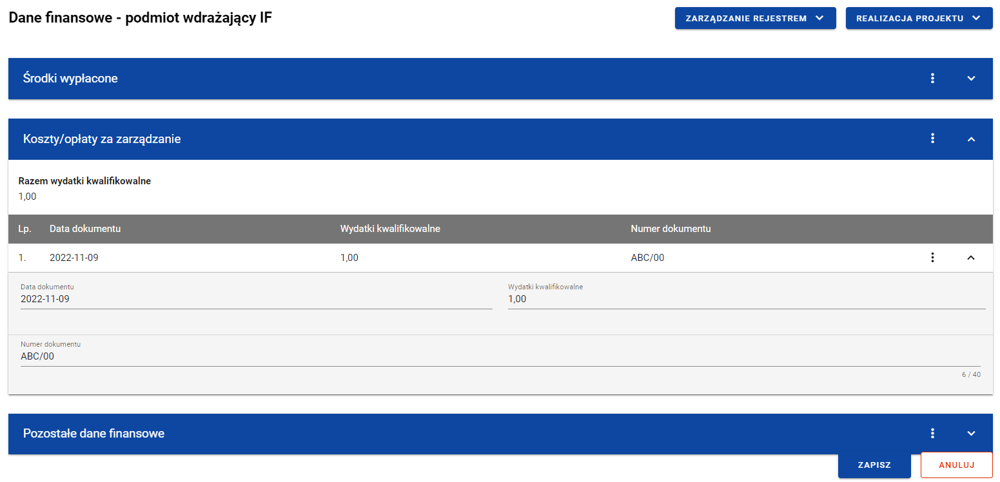 Dane finansowe - podmiot wdrażający IF
ZARZĄDZANIE REJESTREM
REALIZACJA PROJEKTU
Środki wypłacone
Koszty/opłaty za zarządzanie
Razem wydatki kwalifikowalne
1,00
Lp. Data dokumentu Wydatki kwalifikowalne Numer dokumentu
1. 2022-11-09 1,00 ABC/00
Data dokumentu Wydatki kwalifikowalne
2022-11-09 1,00
Numer dokumentu
ABC/00
6 / 40
Pozostałe dane finansowe
ZAPISZ ANULUJ